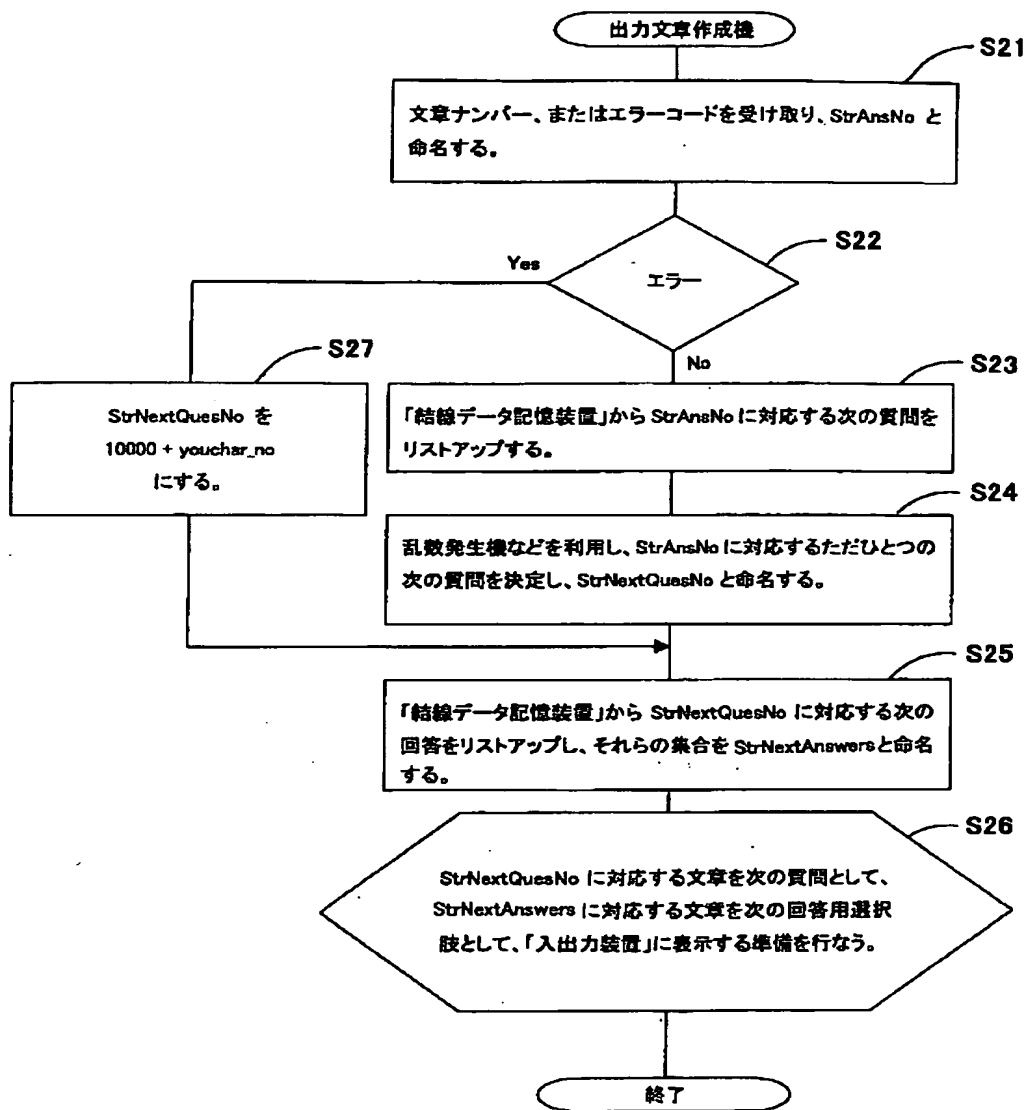 出力文章作成機
S21
文章ナンバー、またはエラーコードを受け取り、StrAnsNo と
命名する。
S22
エラー
Yes
No
S27
StrNextQuesNo を
10000 + youchar_no
にする。
S23
「結線データ記憶装置」から StrAnsNo に対応する次の質問を
リストアップする。
S24
乱数発生機などを利用し、StrAnsNo に対応するただひとつの
次の質問を決定し、StrNextQuesNo と命名する。
S25
「結線データ記憶装置」から StrNextQuesNo に対応する次の
回答をリストアップし、それらの集合を StrNextAnswers と命名
する。
S26
StrNextQuesNo に対応する文章を次の質問として、
StrNextAnswers に対応する文章を次の回答用選択
肢として、「入出力装置」に表示する準備を行なう。
終了